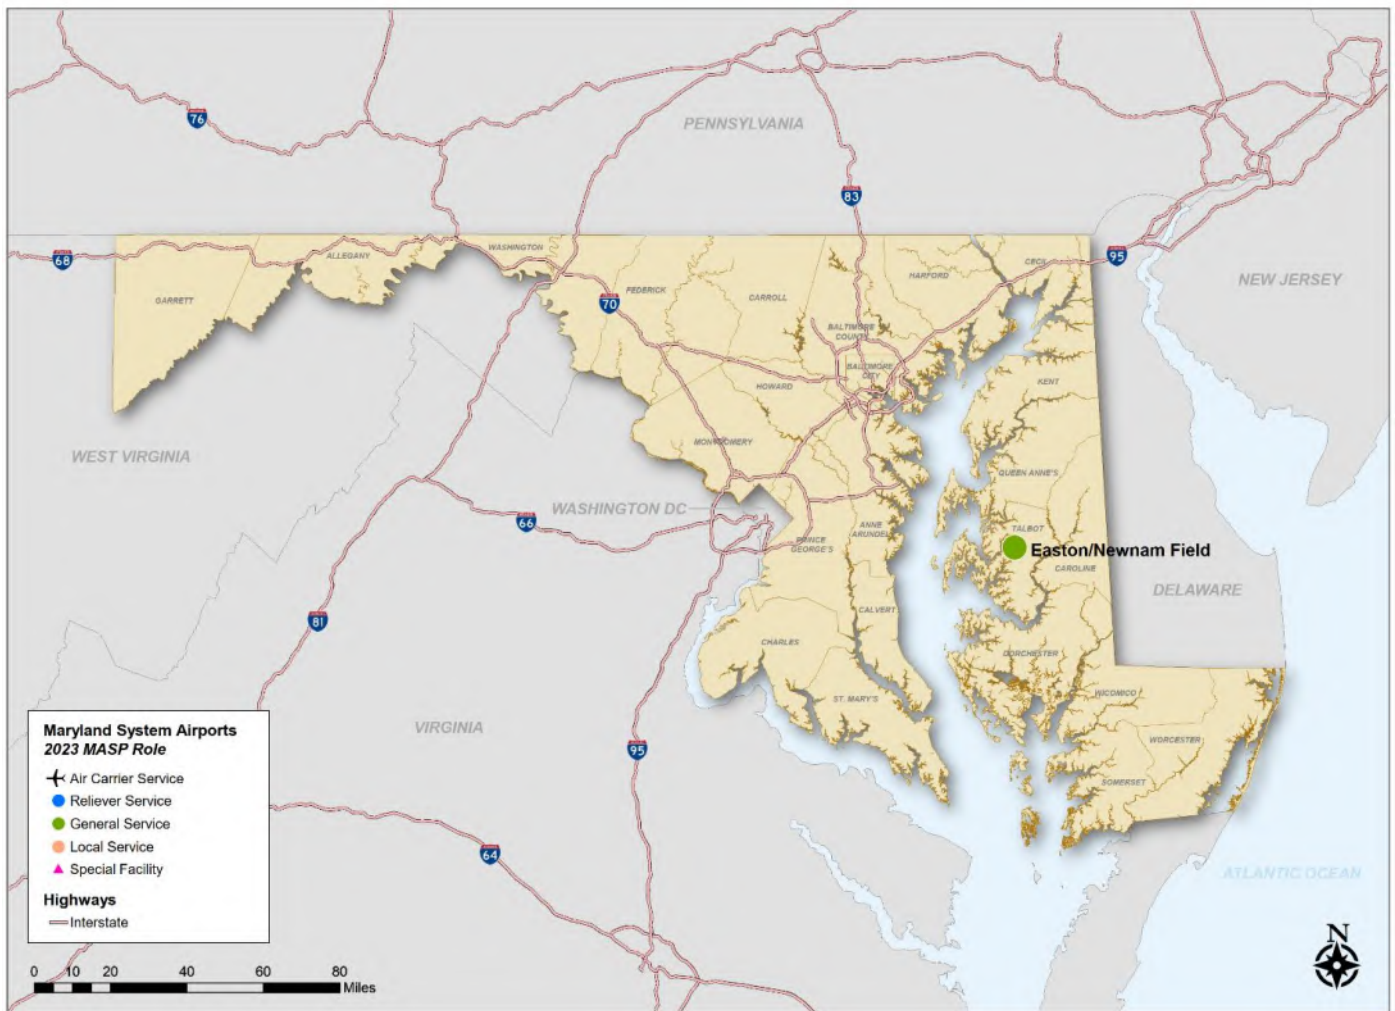 76
PENNSYLVANIA
83
68
95
ALLEGANY
WASHINGTON
GARRETT
70
FEDERICK
CARROLL
HARFORD
CECIL
NEW JERSEY
BALTIMORE
COUNTY
BALTIMORE
CITY
HOWARD
KENT
MONTGOMERY
WEST VIRGINIA
QUEEN ANNE'S
WASHINGTON DC
66
ANNE
ARUNDEL
PRINCE
GEORGE'S
TALBOT
Easton/Newnam Field
CAROLINE
DELAWARE
81
CALVERT
CHARLES
DORCHESTER
ST. MARY'S
WICOMICO
VIRGINIA
95
WORCESTER
SOMERSET
64
ATLANTIC OCEAN
Maryland System Airports
2023 MASP Role
Air Carrier Service
Reliever Service
General Service
Local Service
Special Facility
Highways
Interstate
N
0 10 20 40 60 80
Miles